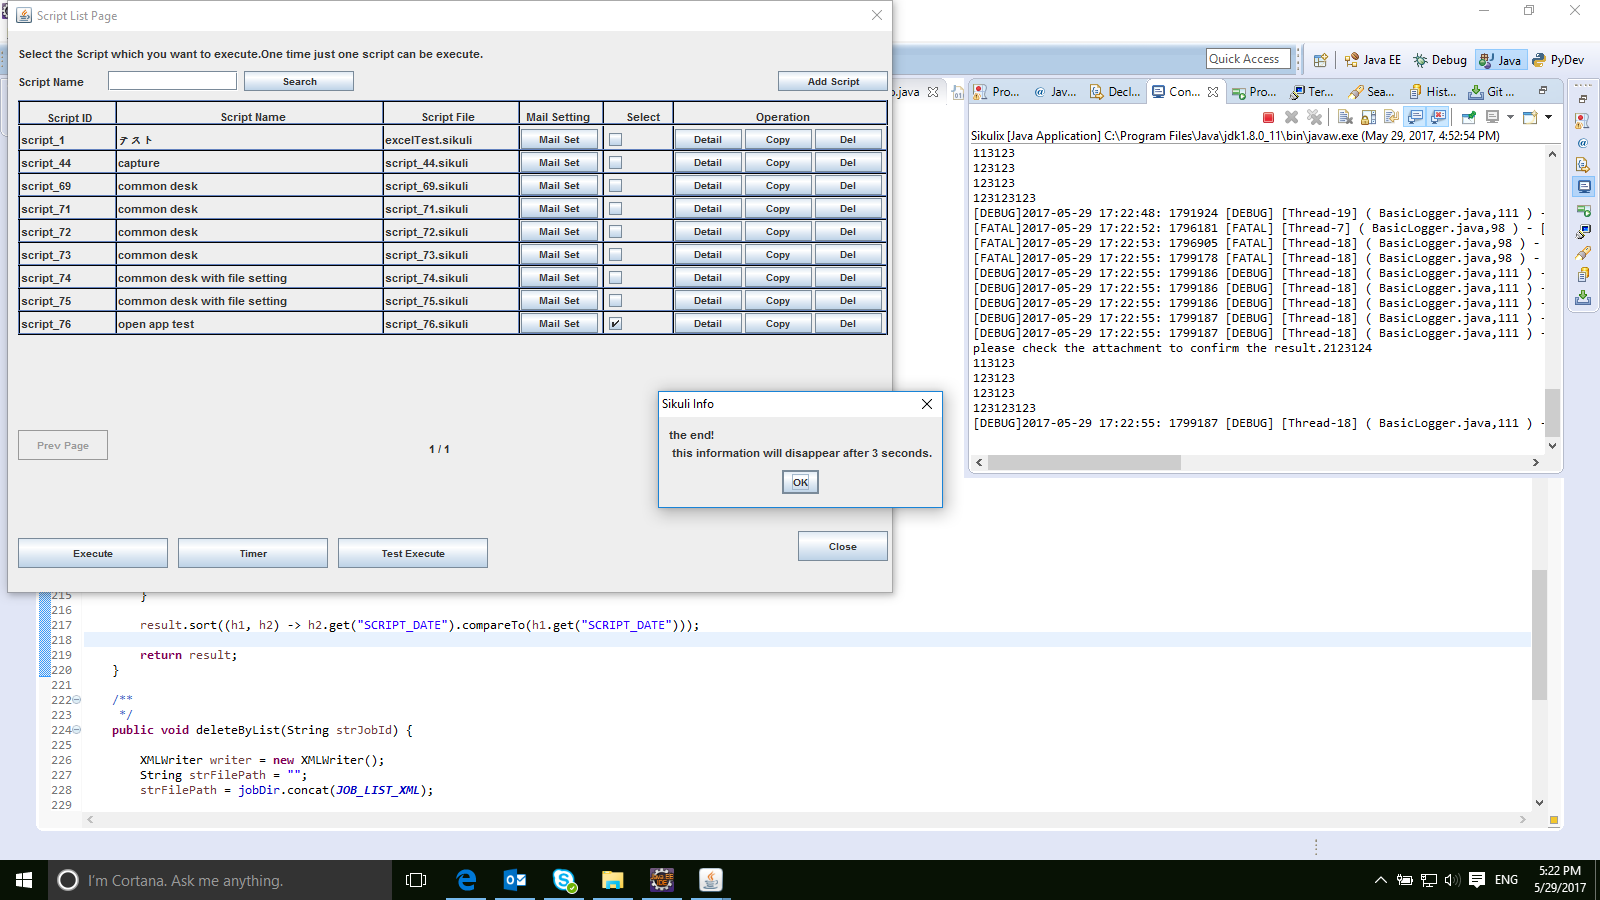 Script List Page
Select the Script which you want to execute.One time just one script can be execute.
Script Name Search Add Script
Script ID Script Name Script File Mail Setting Select Operation
script_1 テスト excelTest.sikuli Mail Set Detail Copy Del
script_44 capture script_44.sikuli Mail Set Detail Copy Del
script_69 common desk script_69.sikuli Mail Set Detail Copy Del
script_71 common desk script_71.sikuli Mail Set Detail Copy Del
script_72 common desk script_72.sikuli Mail Set Detail Copy Del
script_73 common desk script_73.sikuli Mail Set Detail Copy Del
script_74 common desk with file setting script_74.sikuli Mail Set Detail Copy Del
script_75 common desk with file setting script_75.sikuli Mail Set Detail Copy Del
script_76 open app test script_76.sikuli Mail Set Detail Copy Del
Prev Page 1 / 1
Execute Timer Test Execute Close
Sikuli Info
the end!
this information will disappear after 3 seconds.
OK
Quick Access Java EE Debug Java PyDev
.java Pro... @ Jav... Decl... Con... Pro... Ter... Sea... Hist... Git ...
Sikulix [Java Application] C:\Program Files\Java\jdk1.8.0_11\bin\javaw.exe (May 29, 2017, 4:52:54 PM)
113123
123123
123123
123123123
[DEBUG]2017-05-29 17:22:48: 1791924 [DEBUG] [Thread-19] ( BasicLogger.java,111 ) -
[FATAL]2017-05-29 17:22:52: 1796181 [FATAL] [Thread-7] ( BasicLogger.java,98 ) - [
[FATAL]2017-05-29 17:22:53: 1796905 [FATAL] [Thread-18] ( BasicLogger.java,98 ) -
[FATAL]2017-05-29 17:22:55: 1799178 [FATAL] [Thread-18] ( BasicLogger.java,98 ) -
[DEBUG]2017-05-29 17:22:55: 1799186 [DEBUG] [Thread-18] ( BasicLogger.java,111 ) -
[DEBUG]2017-05-29 17:22:55: 1799186 [DEBUG] [Thread-18] ( BasicLogger.java,111 ) -
[DEBUG]2017-05-29 17:22:55: 1799186 [DEBUG] [Thread-18] ( BasicLogger.java,111 ) -
[DEBUG]2017-05-29 17:22:55: 1799187 [DEBUG] [Thread-18] ( BasicLogger.java,111 ) -
[DEBUG]2017-05-29 17:22:55: 1799187 [DEBUG] [Thread-18] ( BasicLogger.java,111 ) -
please check the attachment to confirm the result.2123124
113123
123123
123123
123123123
[DEBUG]2017-05-29 17:22:55: 1799187 [DEBUG] [Thread-18] ( BasicLogger.java,111 ) -
215 }
216
217 result.sort((h1, h2) -> h2.get("SCRIPT_DATE").compareTo(h1.get("SCRIPT_DATE")));
218
219 return result;
220 }
221
222 /**
223 */
224 public void deleteByList(String strJobId) {
225
226 XMLWriter writer = new XMLWriter();
227 String strFilePath = "";
228 strFilePath = jobDir.concat(JOB_LIST_XML);
229
I'm Cortana. Ask me anything. ENG 5:22 PM
5/29/2017